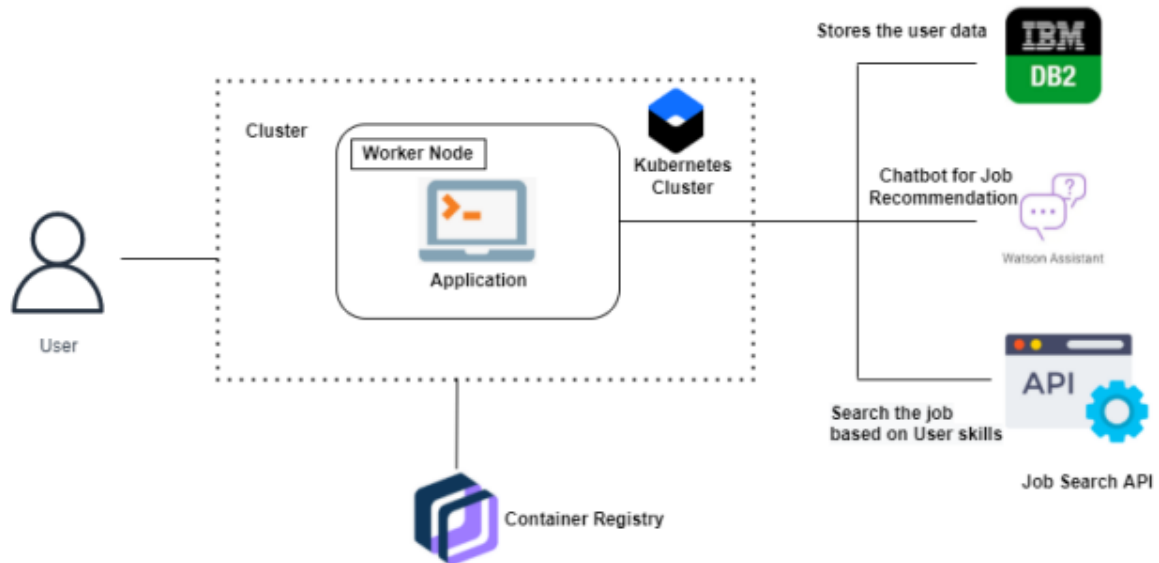 Stores the user data
IBM
DB2
Cluster
Worker Node
Kubernetes
Cluster
Application
Chatbot for Job
Recommendation
?
...
Watson Assistant
User
API
Search the job
based on User skills
Job Search API
Container Registry